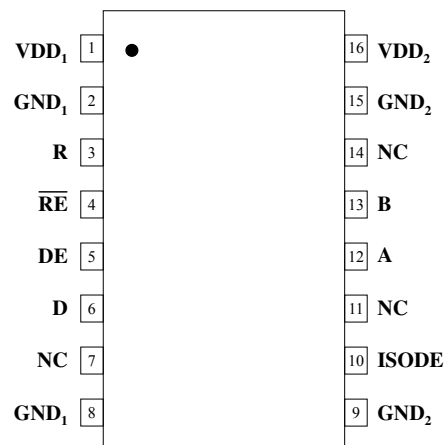 VDD₁ 1 16 VDD₂
GND₁ 2 15 GND₂
R 3 14 NC
R̅E̅ 4 13 B
DE 5 12 A
D 6 11 NC
NC 7 10 ISODE
GND₁ 8 9 GND₂